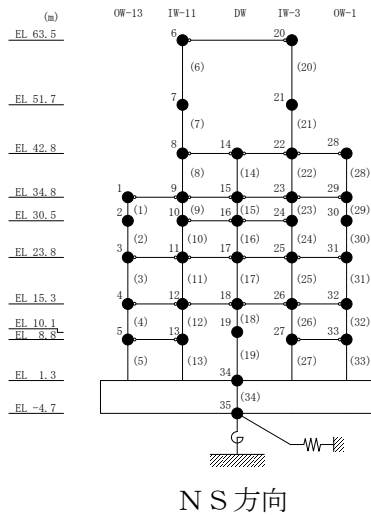 (m) OW-13 IW-11 DW IW-3 OW-1
EL 63.5 6 20
(6) (20)
EL 51.7 7 21
(7) (21)
EL 42.8 8 14 22 28
(8) (14) (22) (28)
EL 34.8 1 9 15 23 29
(1) (9) (15) (23) (29)
EL 30.5 2 10 16 24 30
(2) (10) (16) (24) (30)
EL 23.8 3 11 17 25 31
(3) (11) (17) (25) (31)
EL 15.3 4 12 18 26 32
(4) (12) (18) (26) (32)
EL 10.1 19
EL 8.8 5 13 27 33
(5) (13) (19) (27) (33)
EL 1.3 34
(34)
EL -4.7 35
NS方向